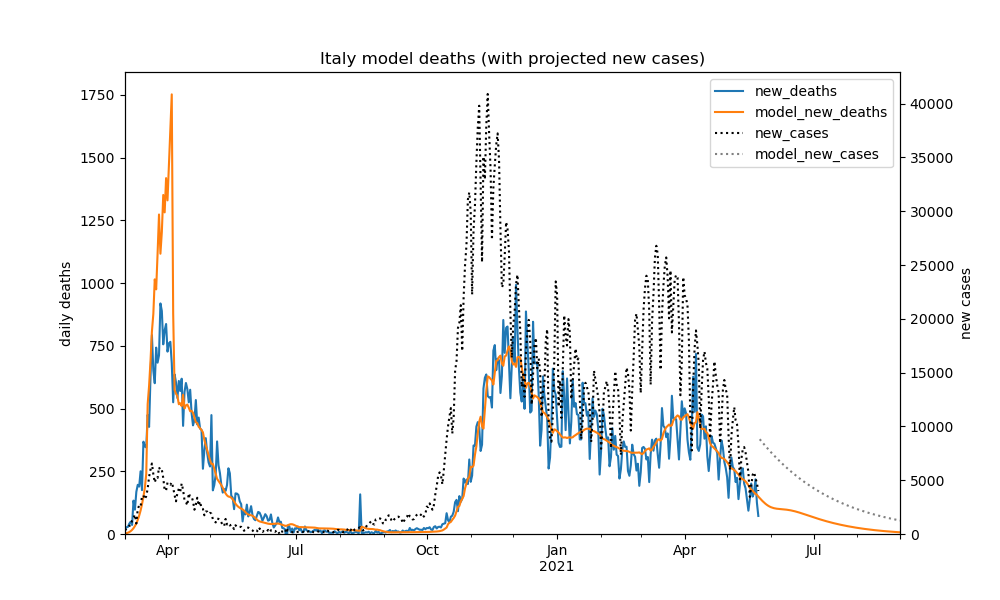 Italy model deaths (with projected new cases)
new_deaths
model_new_deaths
new_cases
model_new_cases
1750
1500
1250
1000
750
500
250
0
daily deaths
40000
35000
30000
25000
20000
15000
10000
5000
0
new cases
Apr
Jul
Oct
Jan
2021
Apr
Jul